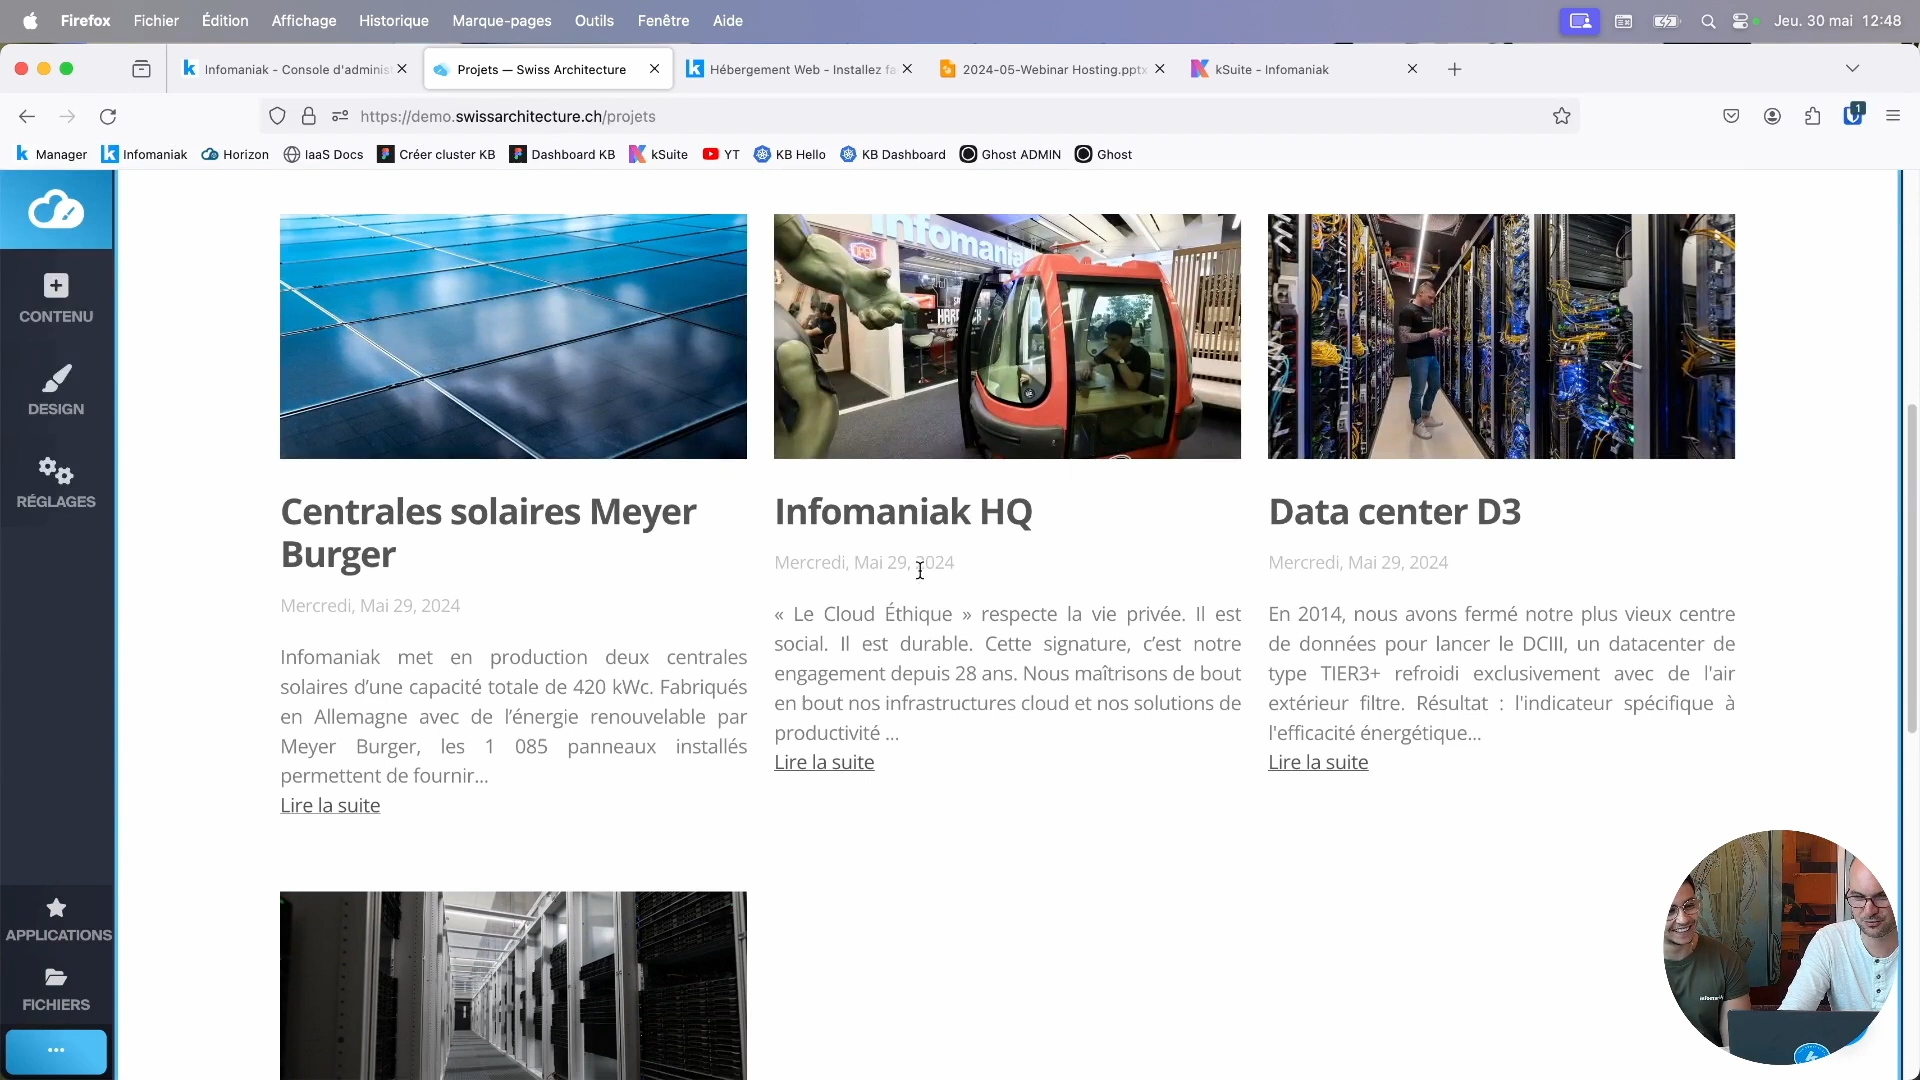 Firefox Fichier Édition Affichage Historique Marque-pages Outils Fenêtre Aide Jeu. 30 mai 12:48
Infomaniak - Console d'adminis
Projets — Swiss Architecture
Hébergement Web - Installez fa
2024-05-Webinar Hosting.pptx
kSuite - Infomaniak
https://demo.swissarchitecture.ch/projets
1
Manager Infomaniak Horizon IaaS Docs Créer cluster KB Dashboard KB kSuite YT KB Hello KB Dashboard Ghost ADMIN Ghost
CONTENU
DESIGN
RÉGLAGES
APPLICATIONS
FICHIERS
infomania
OPEN
Centrales solaires Meyer
Burger
Mercredi, Mai 29, 2024
Infomaniak met en production deux centrales
solaires d’une capacité totale de 420 kWc. Fabriqués
en Allemagne avec de l’énergie renouvelable par
Meyer Burger, les 1 085 panneaux installés
permettent de fournir...
Lire la suite
Infomaniak HQ
Mercredi, Mai 29, 2024
« Le Cloud Éthique » respecte la vie privée. Il est
social. Il est durable. Cette signature, c’est notre
engagement depuis 28 ans. Nous maîtrisons de bout
en bout nos infrastructures cloud et nos solutions de
productivité ...
Lire la suite
Data center D3
Mercredi, Mai 29, 2024
En 2014, nous avons fermé notre plus vieux centre
de données pour lancer le DCIII, un datacenter de
type TIER3+ refroidi exclusivement avec de l'air
extérieur filtre. Résultat : l'indicateur spécifique à
l'efficacité énergétique...
Lire la suite